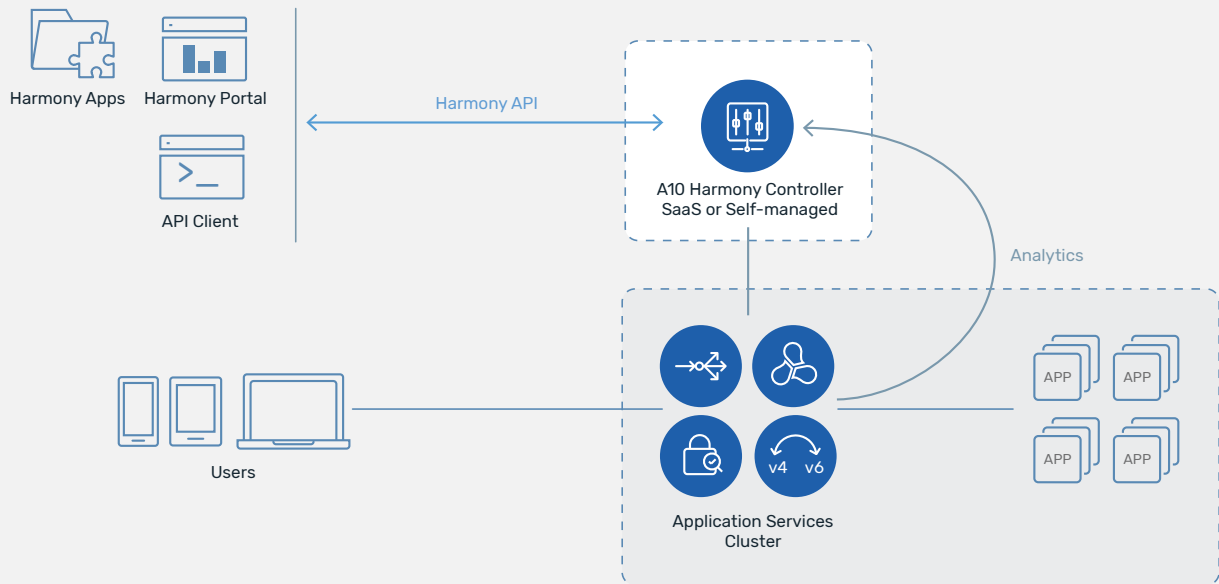 Harmony Apps
Harmony Portal
API Client
Harmony API
A10 Harmony Controller
SaaS or Self-managed
Analytics
Users
v4
v6
Application Services
Cluster
APP
APP
APP
APP